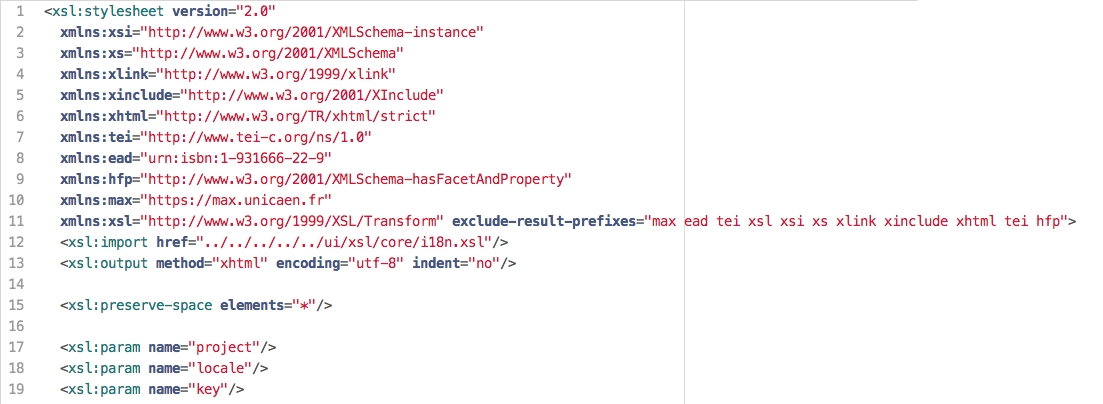 1 <xsl:stylesheet version="2.0"
2 xmlns:xsi="http://www.w3.org/2001/XMLSchema-instance"
3 xmlns:xs="http://www.w3.org/2001/XMLSchema"
4 xmlns:xlink="http://www.w3.org/1999/xlink"
5 xmlns:xinclude="http://www.w3.org/2001/XInclude"
6 xmlns:xhtml="http://www.w3.org/TR/xhtml/strict"
7 xmlns:tei="http://www.tei-c.org/ns/1.0"
8 xmlns:ead="urn:isbn:1-931666-22-9"
9 xmlns:hfp="http://www.w3.org/2001/XMLSchema-hasFacetAndProperty"
10 xmlns:max="https://max.unicaen.fr"
11 xmlns:xsl="http://www.w3.org/1999/XSL/Transform" exclude-result-prefixes="max ead tei xsl xsi xs xlink xinclude xhtml tei hfp">
12 <xsl:import href="../../../../../ui/xsl/core/i18n.xsl"/>
13 <xsl:output method="xhtml" encoding="utf-8" indent="no"/>
14
15 <xsl:preserve-space elements="*"/>
16
17 <xsl:param name="project"/>
18 <xsl:param name="locale"/>
19 <xsl:param name="key"/>